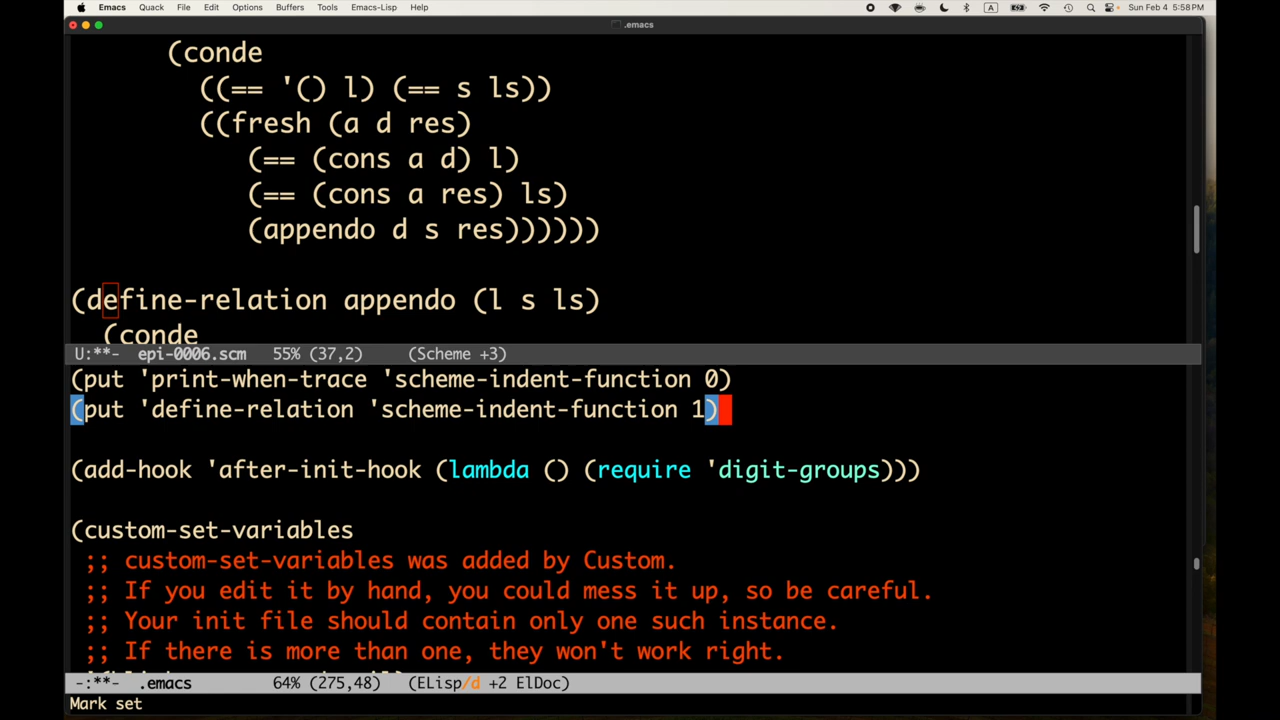 Emacs Quack File Edit Options Buffers Tools Emacs-Lisp Help A Sun Feb 4 5:58 PM
.emacs
(conde
((== '() l) (== s ls))
((fresh (a d res)
(== (cons a d) l)
(== (cons a res) ls)
(appendo d s res))))))
(define-relation appendo (l s ls)
(conde
U:**- epi-0006.scm 55% (37,2) (Scheme +3)
(put 'print-when-trace 'scheme-indent-function 0)
(put 'define-relation 'scheme-indent-function 1)
(add-hook 'after-init-hook (lambda () (require 'digit-groups)))
(custom-set-variables
;; custom-set-variables was added by Custom.
;; If you edit it by hand, you could mess it up, so be careful.
;; Your init file should contain only one such instance.
;; If there is more than one, they won't work right.
-:**- .emacs 64% (275,48) (ELisp/d +2 ElDoc)
Mark set